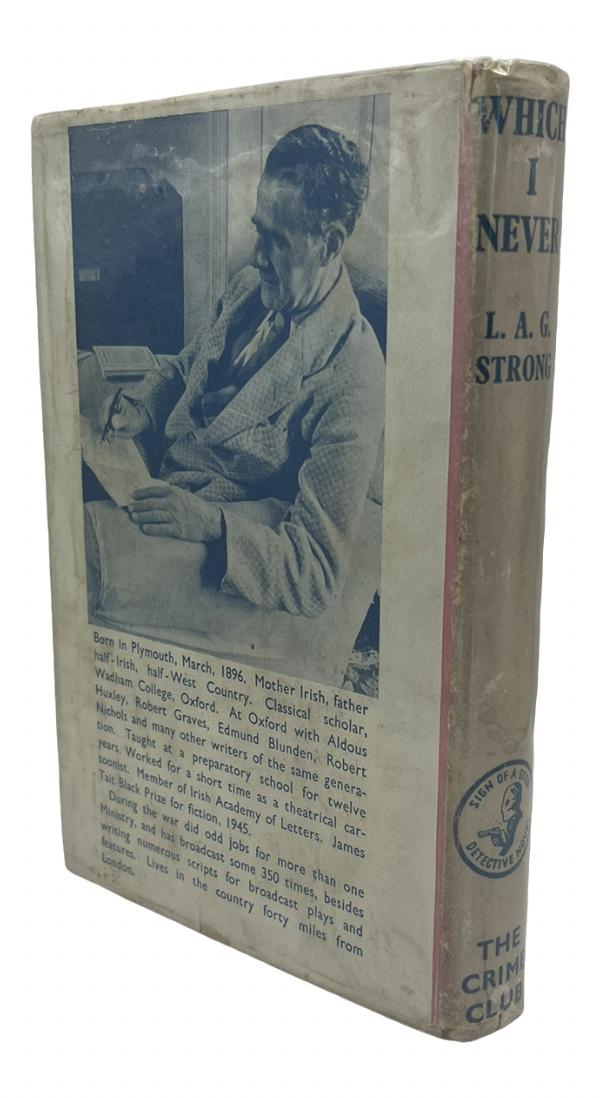 Born in Plymouth, March, 1896. Mother Irish, father
half-Irish, half-West Country. Classical scholar,
Wadham College, Oxford. At Oxford with Aldous
Huxley, Robert Graves, Edmund Blunden, Robert
Nichols and many other writers of the same genera-
tion. Taught at a preparatory school for twelve
years. Worked for a short time as a theatrical car-
toonist. Member of Irish Academy of Letters. James
Tait Black Prize for fiction, 1945.
During the war did odd jobs for more than one
Ministry, and has broadcast some 350 times, besides
writing numerous scripts for broadcast plays and
features. Lives in the country forty miles from
London.
WHICH
I
NEVER
L. A. G.
STRONG
SIGN OF A GOOD
DETECTIVE NOVEL
THE
CRIME
CLUB